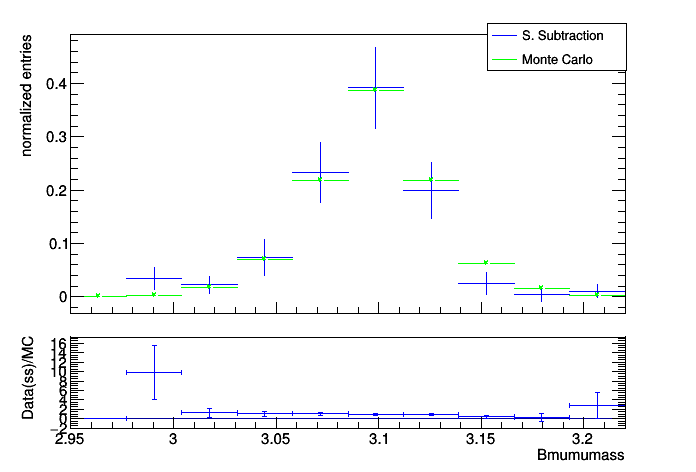 S. Subtraction
Monte Carlo
normalized entries
0.4
0.3
0.2
0.1
0
Data(ss)/MC
16
14
12
10
8
6
4
2
0
−2
2.95 3 3.05 3.1 3.15 3.2
Bmumumass